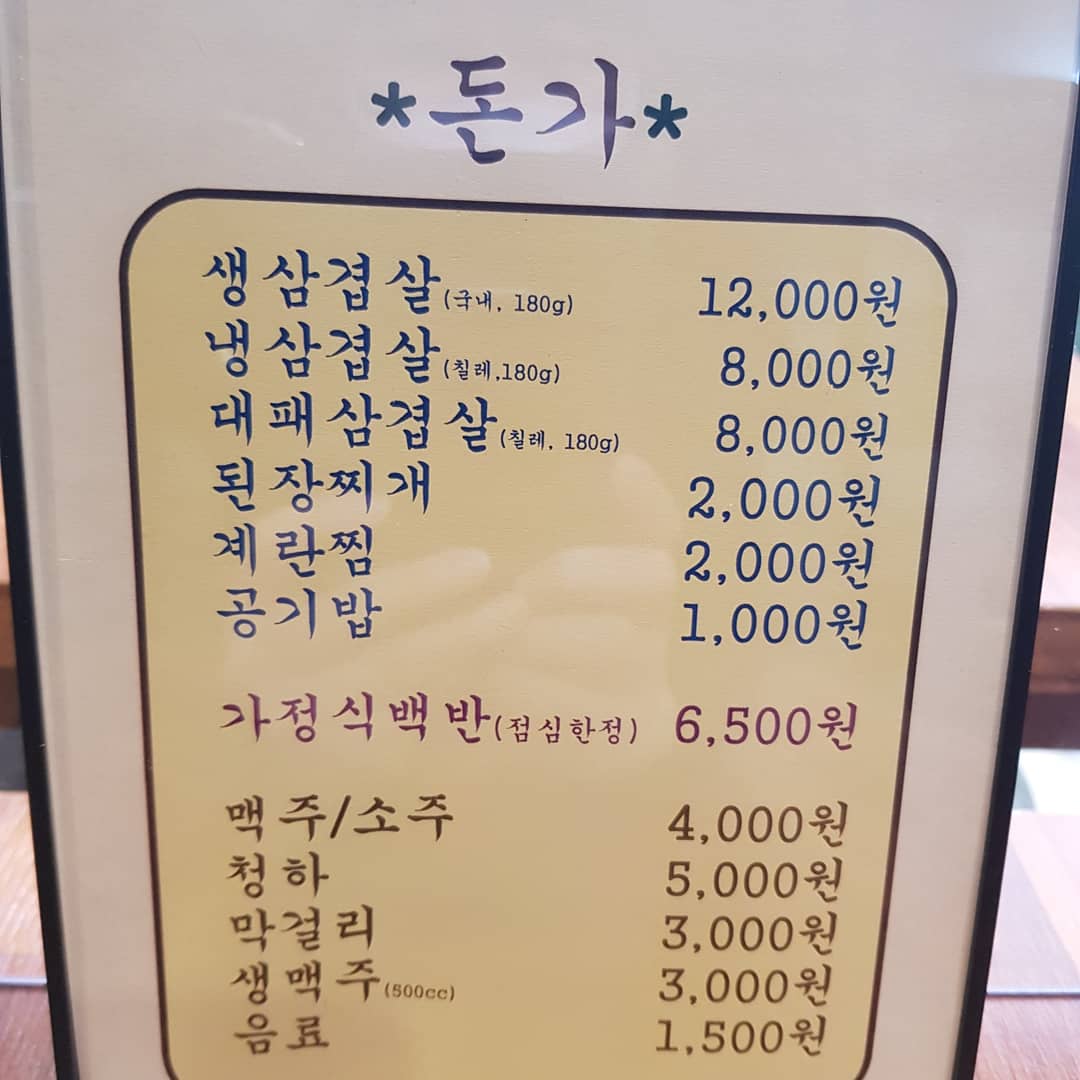 *돈가*
생삼겹살(국내, 180g) 12,000원
냉삼겹살(칠레,180g) 8,000원
대패삼겹살(칠레, 180g) 8,000원
된장찌개 2,000원
계란찜 2,000원
공기밥 1,000원
가정식백반(점심한정) 6,500원
맥주/소주 4,000원
청하 5,000원
막걸리 3,000원
생맥주(500cc) 3,000원
음료 1,500원